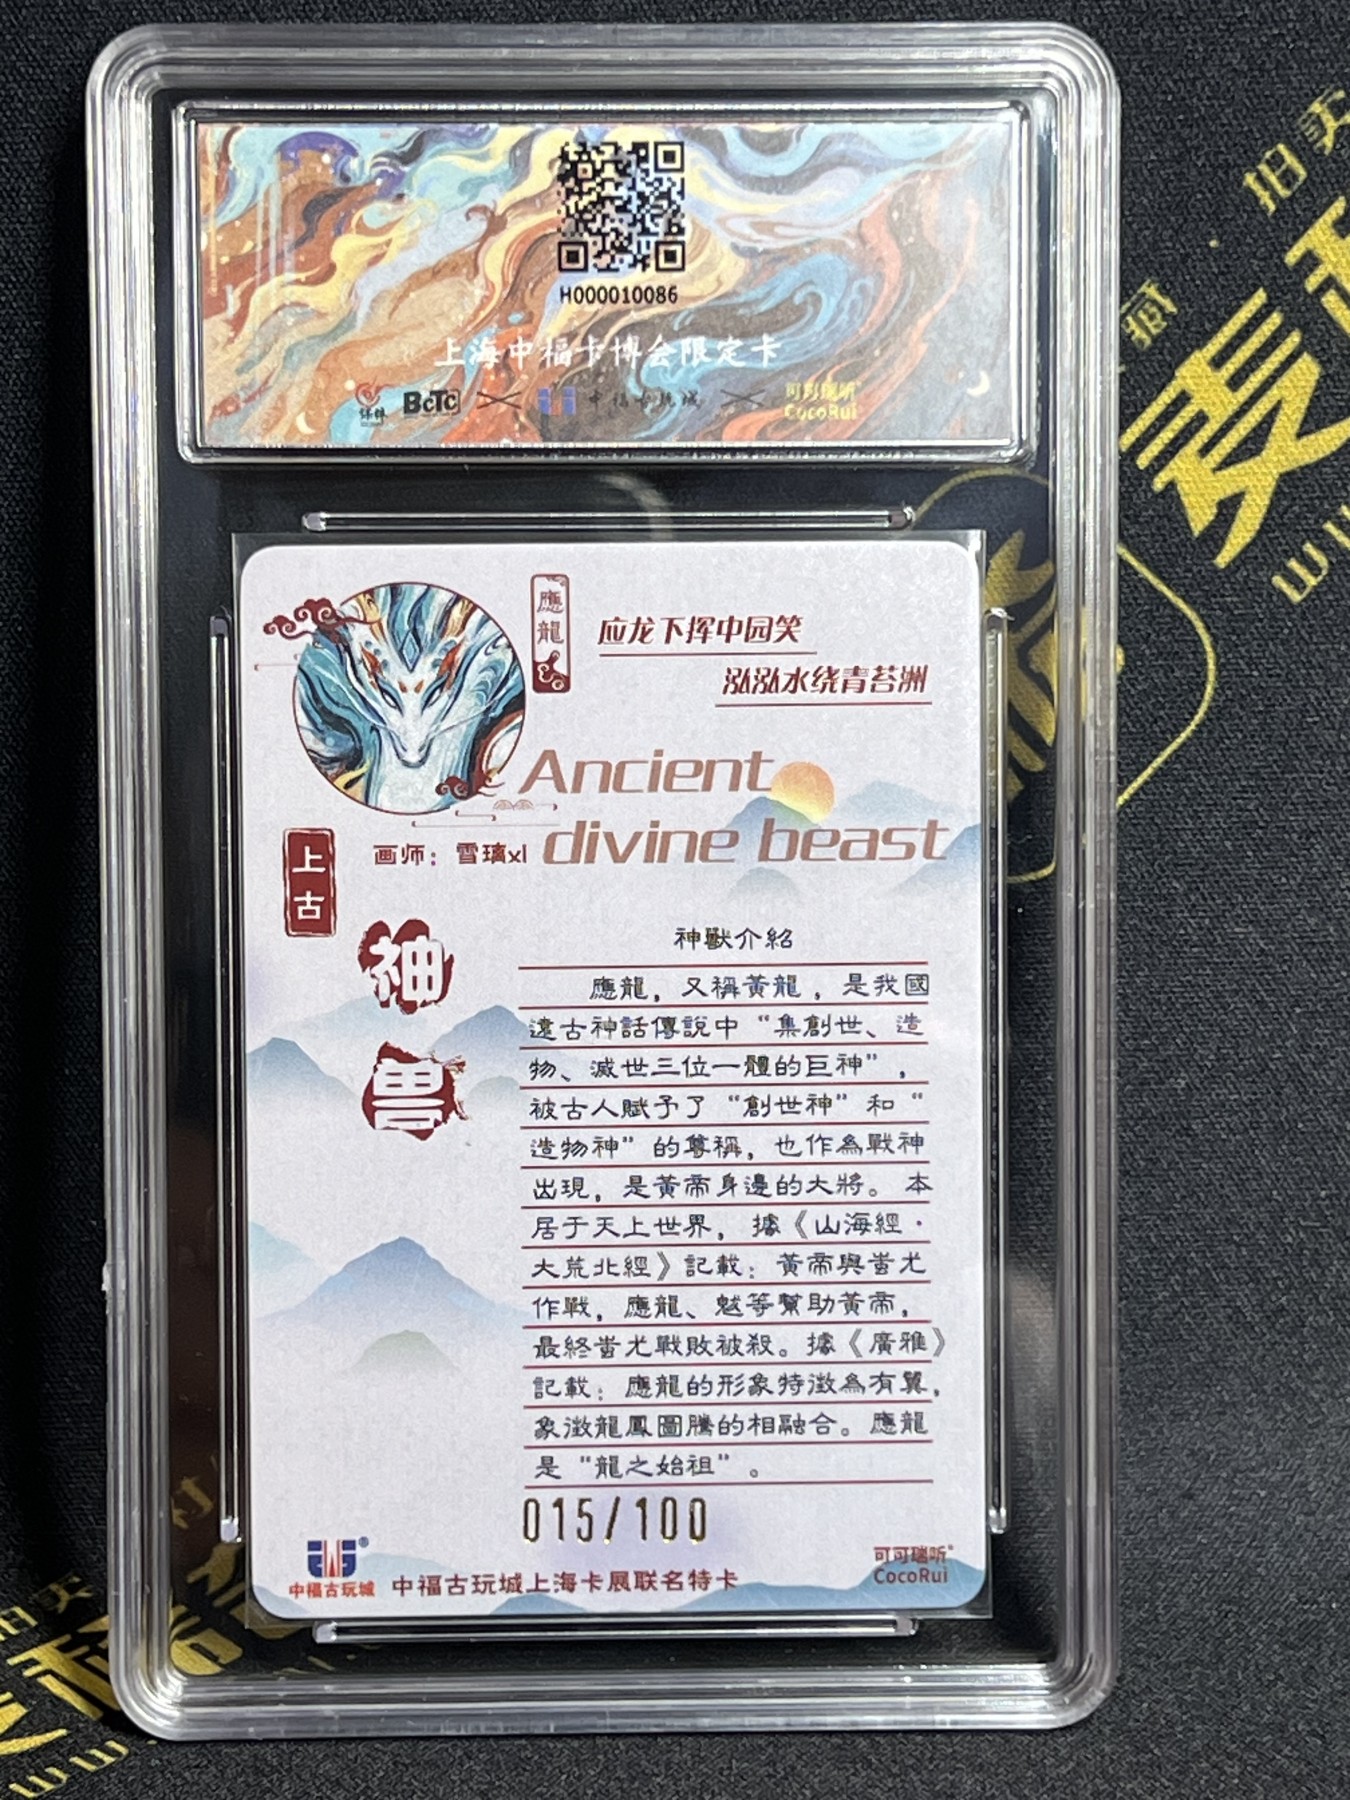 H000010086
上海中福卡博会限定卡
BCTC
中福古玩城
可可瑞听
CocoRui
應龍
应龙下挥中园笑
泓泓水绕青苔洲
Ancient
divine beast
画师：雪璃xl
上古
神
兽
神獸介紹
應龍，又稱黃龍，是我國
遠古神話傳說中“集創世、造
物、滅世三位一體的巨神”，
被古人賦予了“創世神”和“
造物神”的尊稱，也作為戰神
出現，是黃帝身邊的大將。本
居于天上世界，據《山海經·
大荒北經》記載：黃帝與蚩尤
作戰，應龍、魃等幫助黃帝，
最終蚩尤戰敗被殺。據《廣雅》
記載：應龍的形象特徵為有翼，
象徵龍鳳圖騰的相融合。應龍
是“龍之始祖”。
015/100
中福古玩城
中福古玩城上海卡展联名特卡
可可瑞听
CocoRui
拍卖